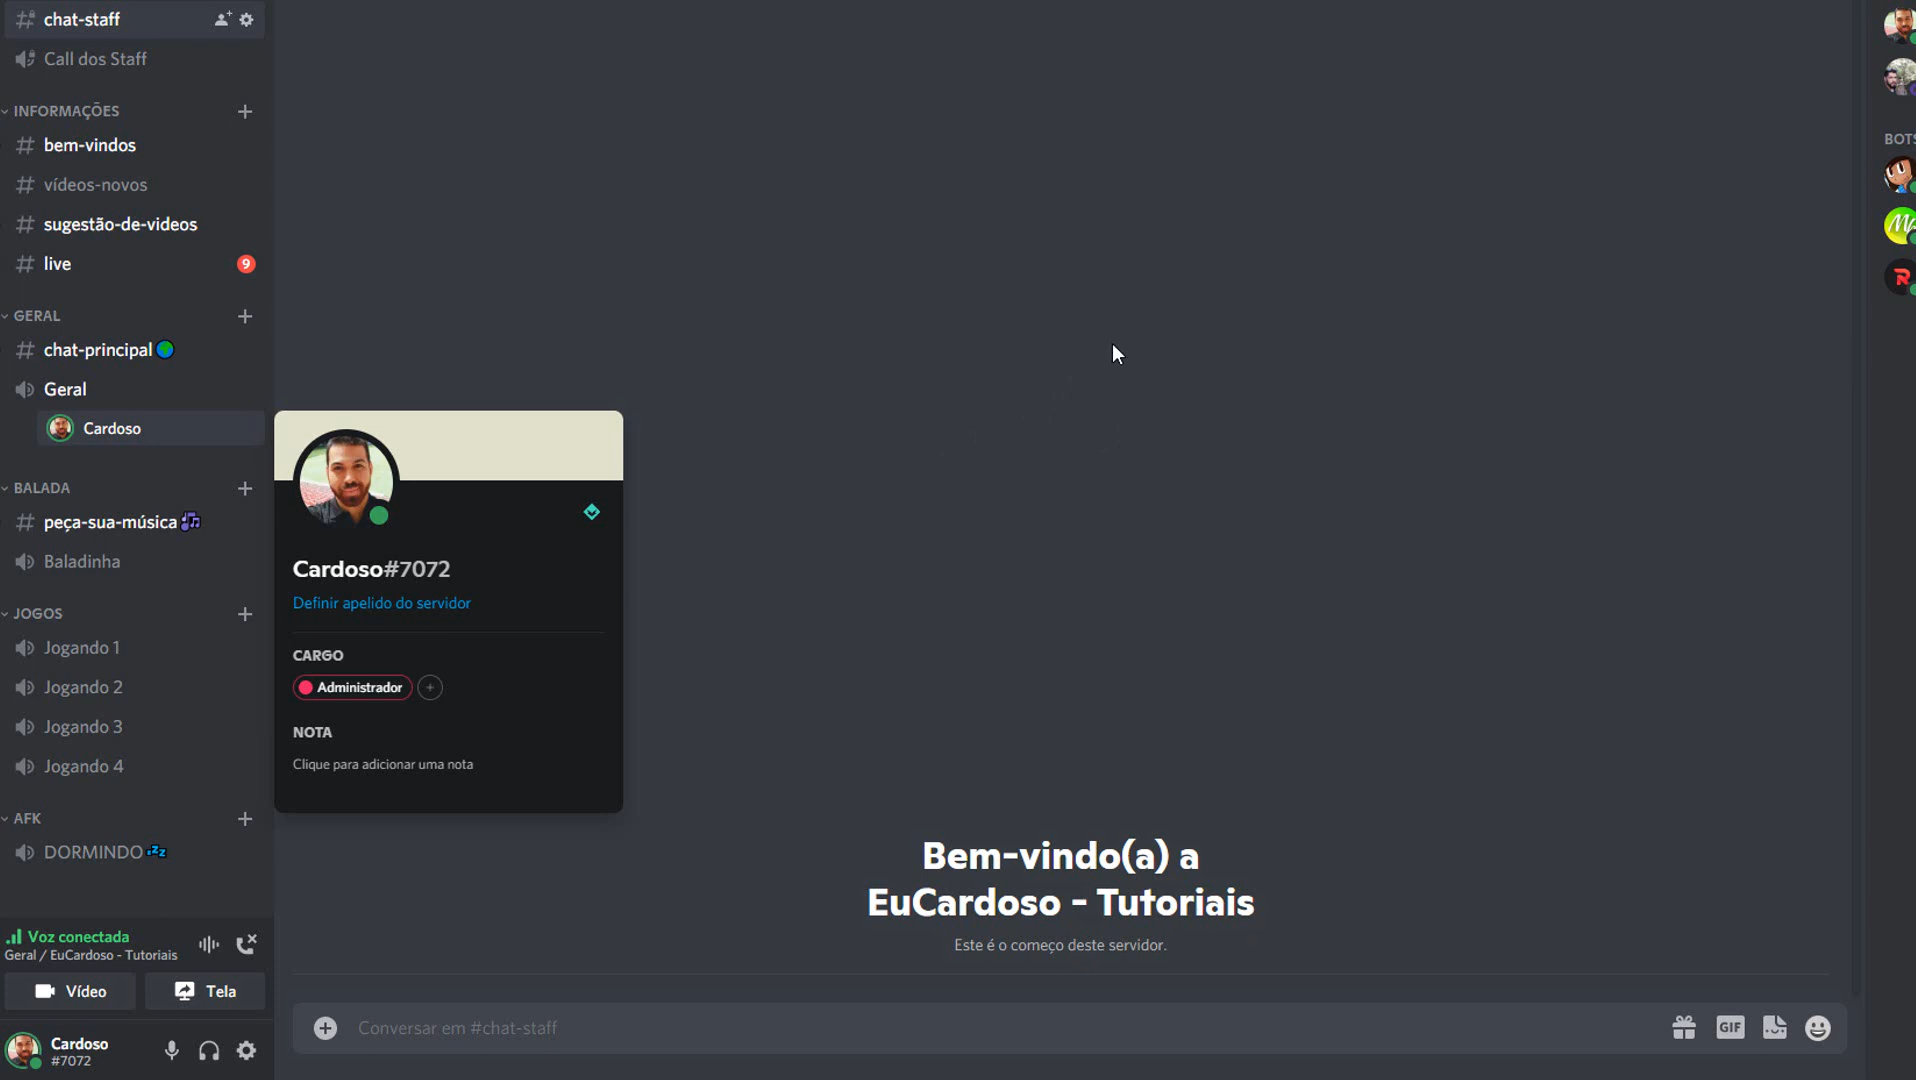 chat-staff
Call dos Staff
INFORMAÇÕES
bem-vindos
vídeos-novos
sugestão-de-videos
live
9
GERAL
chat-principal
Geral
Cardoso
BALADA
peça-sua-música
Baladinha
JOGOS
Jogando 1
Jogando 2
Jogando 3
Jogando 4
AFK
DORMINDO
Voz conectada
Geral / EuCardoso - Tutoriais
Vídeo
Tela
Cardoso
#7072
Cardoso#7072
Definir apelido do servidor
CARGO
Administrador
NOTA
Clique para adicionar uma nota
Bem-vindo(a) a
EuCardoso - Tutoriais
Este é o começo deste servidor.
Conversar em #chat-staff
GIF
BOTS